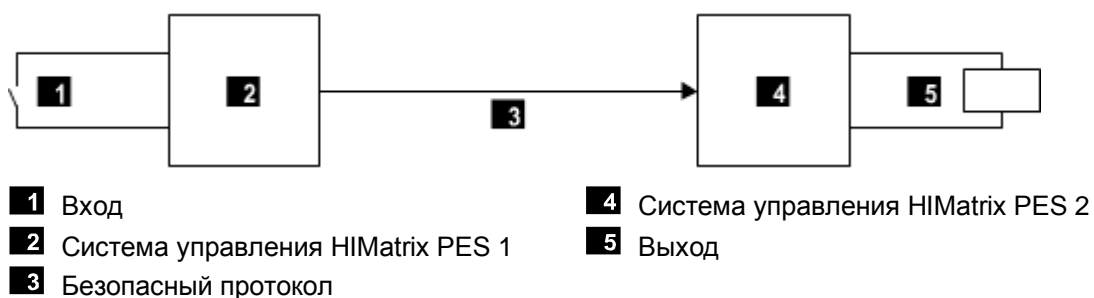 1
2
3
4
5
1 Вход
2 Система управления HIMatrix PES 1
3 Безопасный протокол
4 Система управления HIMatrix PES 2
5 Выход